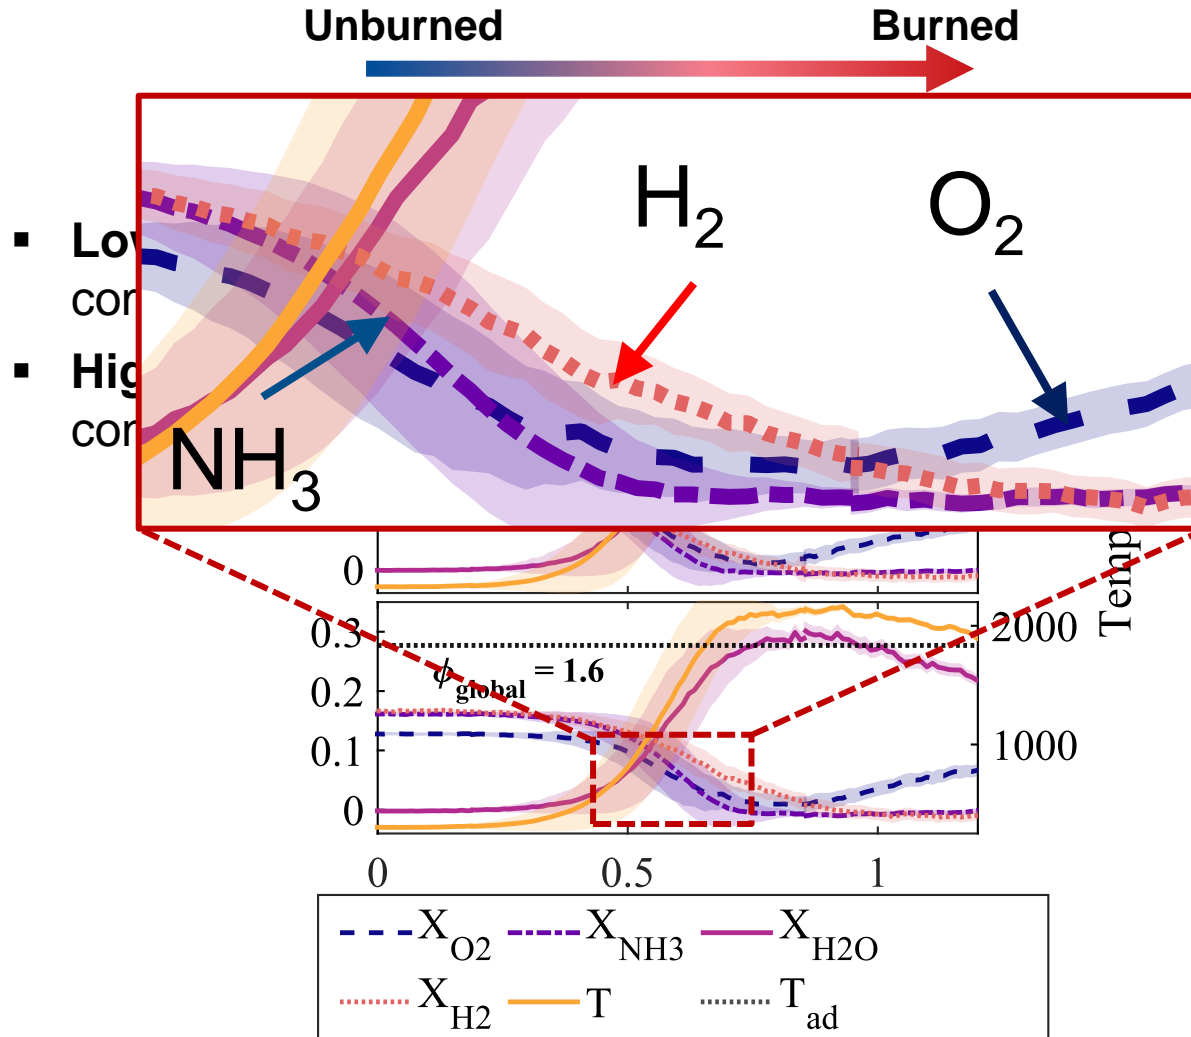 Unburned Burned
H2 O2
▪
▪
NH3
0
Temp
0.3 2000
ϕglobal = 1.6
0.2
0.1 1000
0
0 0.5 1
XO2 XNH3 XH2O
XH2 T Tad